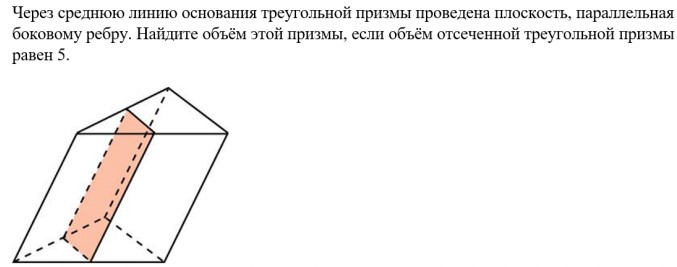 Через среднюю линию основания треугольной призмы проведена плоскость, параллельная
боковому ребру. Найдите объём этой призмы, если объём отсеченной треугольной призмы
равен 5.